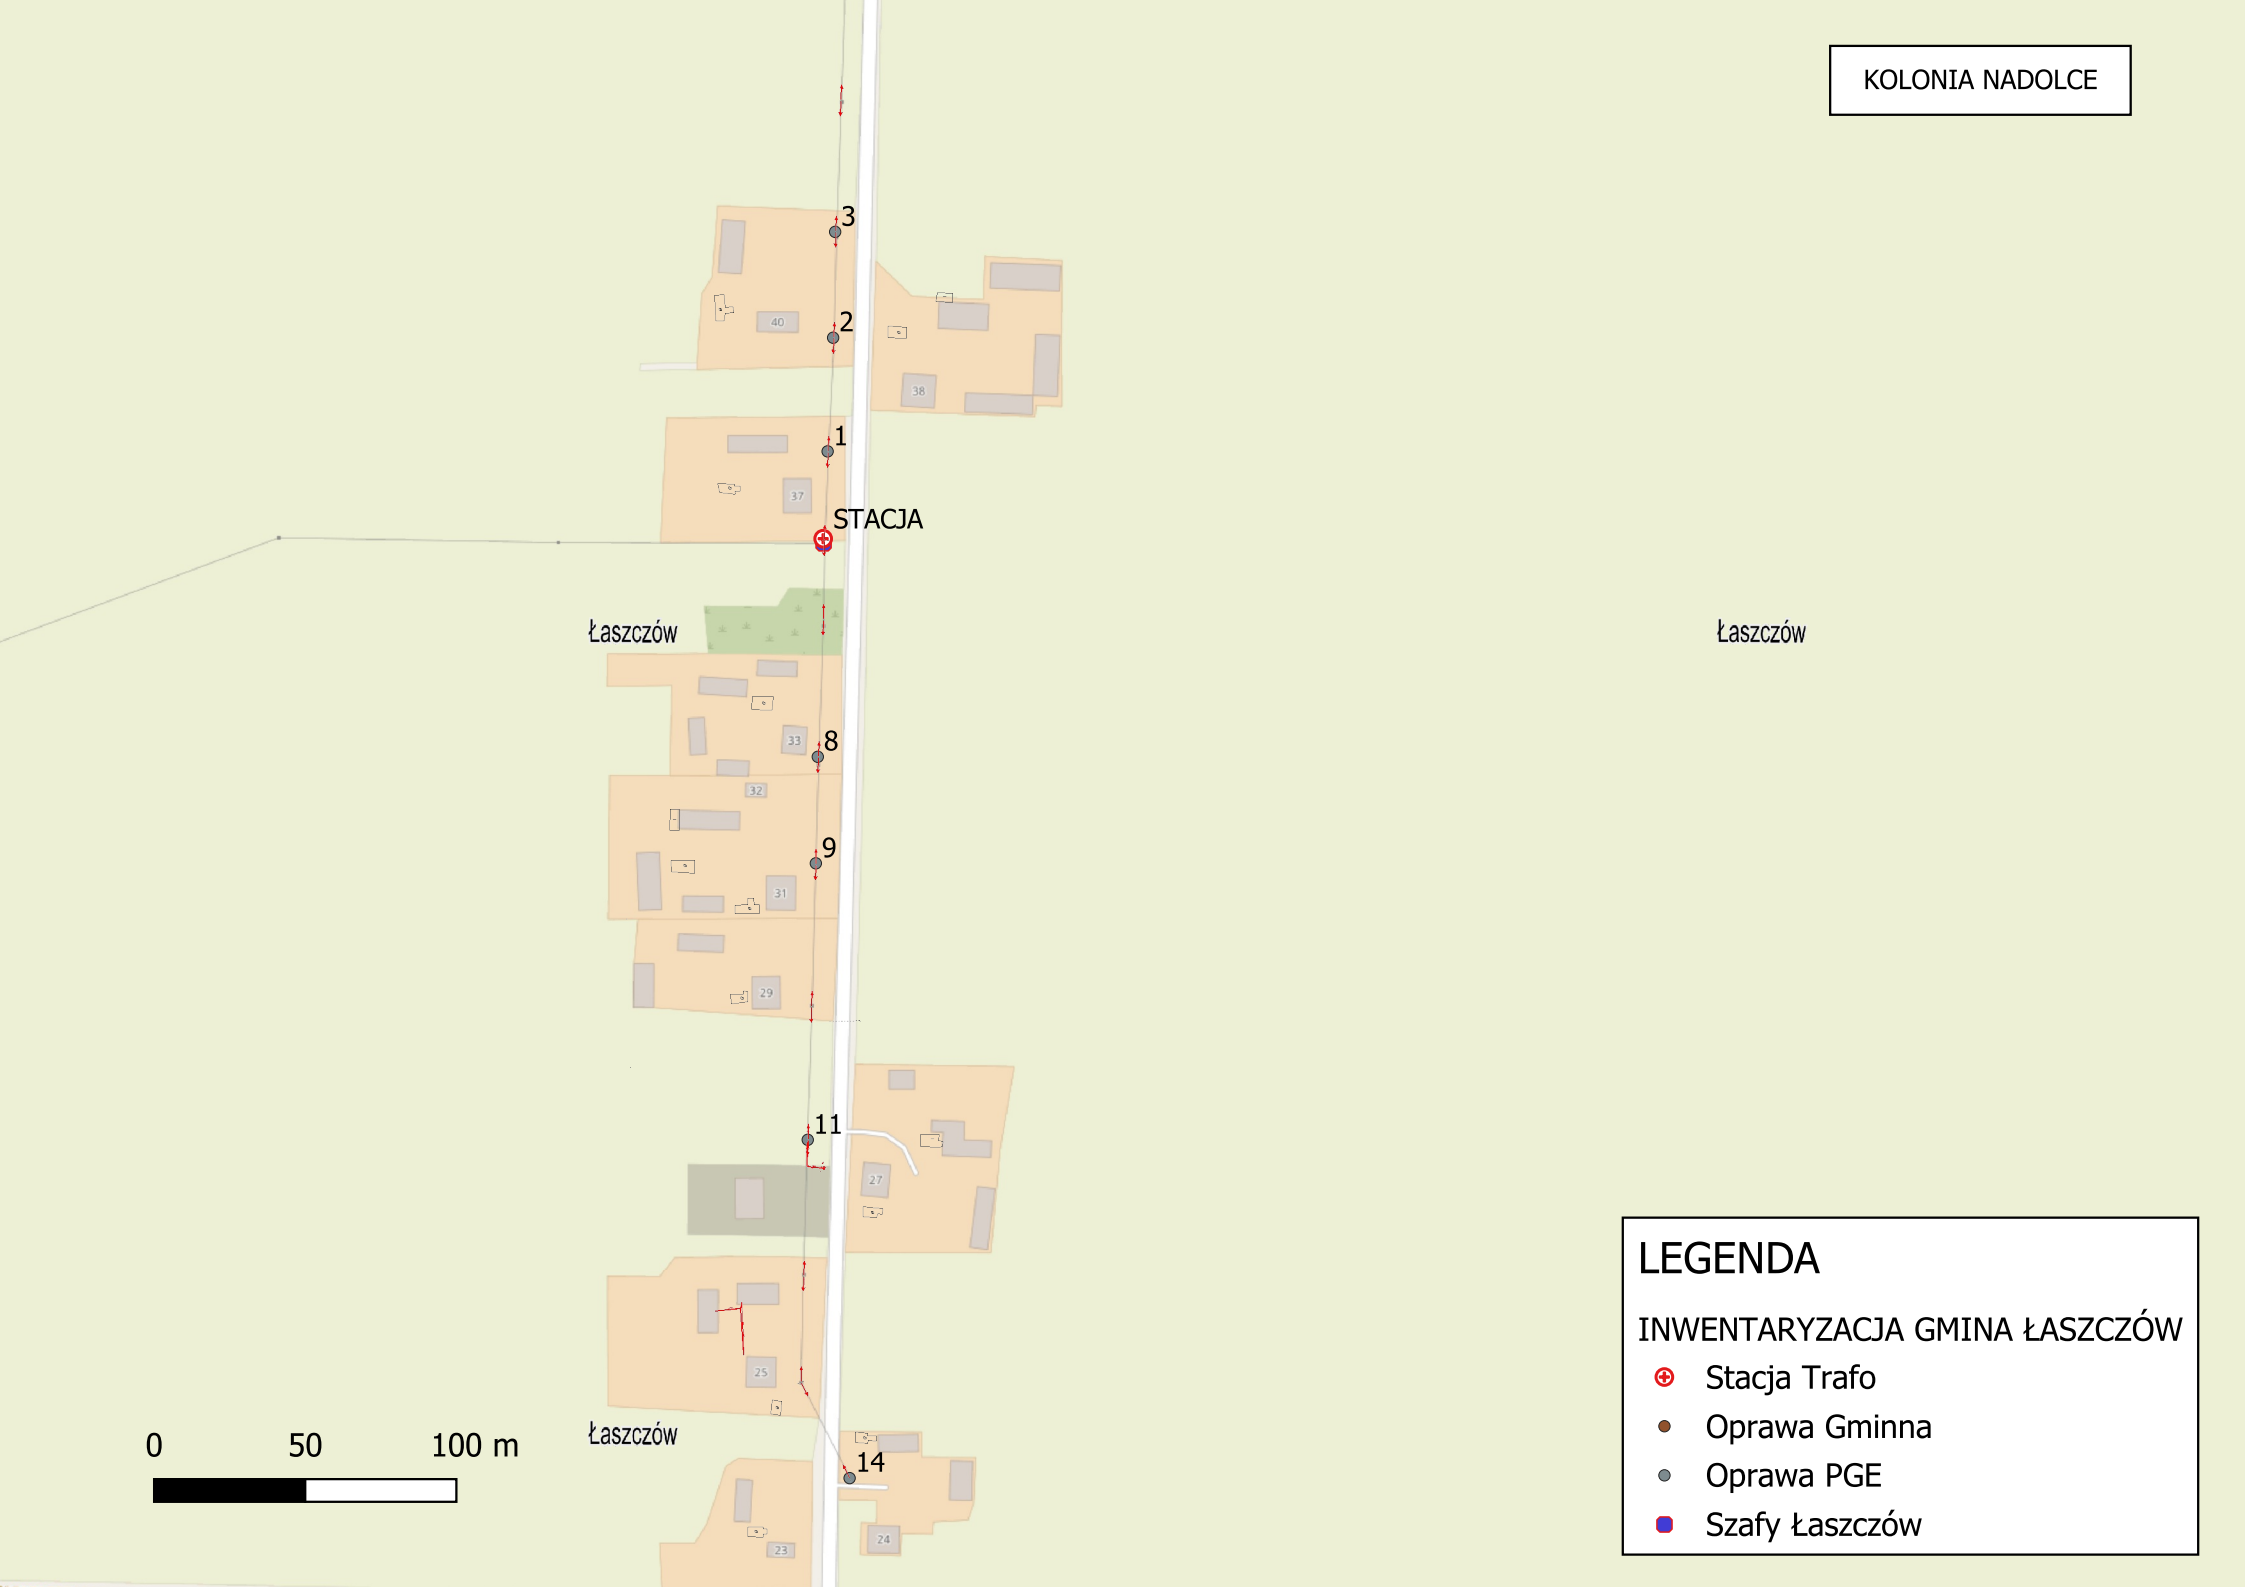 KOLONIA NADOLCE
3
40
2
38
1
37
STACJA
Łaszczów
Łaszczów
33
8
32
9
31
29
11
27
25
Łaszczów
14
24
23
0 50 100 m
LEGENDA
INWENTARYZACJA GMINA ŁASZCZÓW
Stacja Trafo
Oprawa Gminna
Oprawa PGE
Szafy Łaszczów